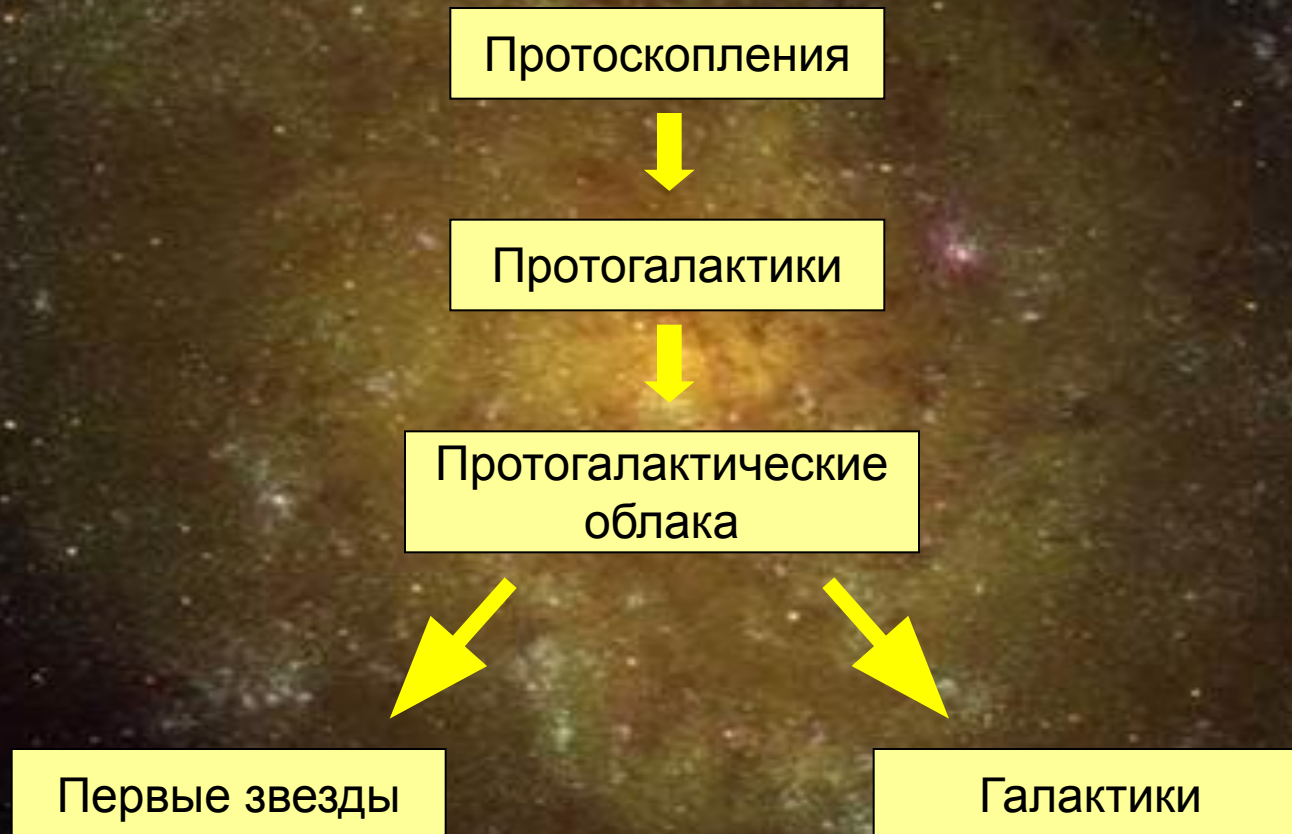 Протоскопления
Протогалактики
Протогалактические
облака
Первые звезды
Галактики